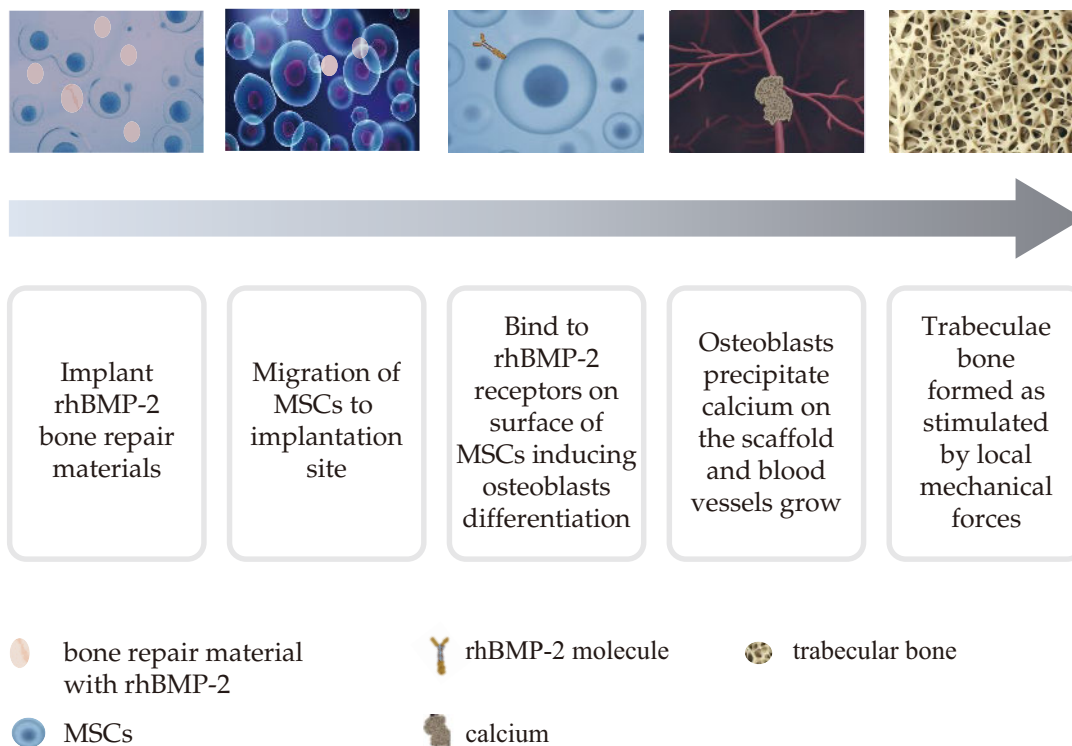 Implant
rhBMP-2
bone repair
materials
Migration of
MSCs to
implantation
site
Bind to
rhBMP-2
receptors on
surface of
MSCs inducing
osteoblasts
differentiation
Osteoblasts
precipitate
calcium on
the scaffold
and blood
vessels grow
Trabeculae
bone
formed as
stimulated
by local
mechanical
forces
bone repair material
with rhBMP-2
rhBMP-2 molecule
trabecular bone
MSCs
calcium